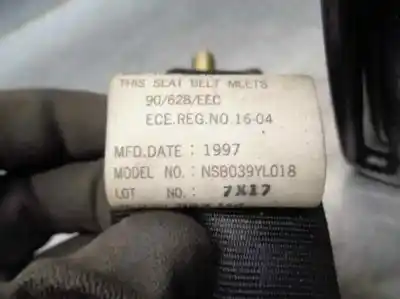 THIS SEAT BELT MEETS
90/628/EEC
ECE.REG.NO 16-04
MFD.DATE : 1997
MODEL NO. : NSB039YL018
LOT NO. : 7X17